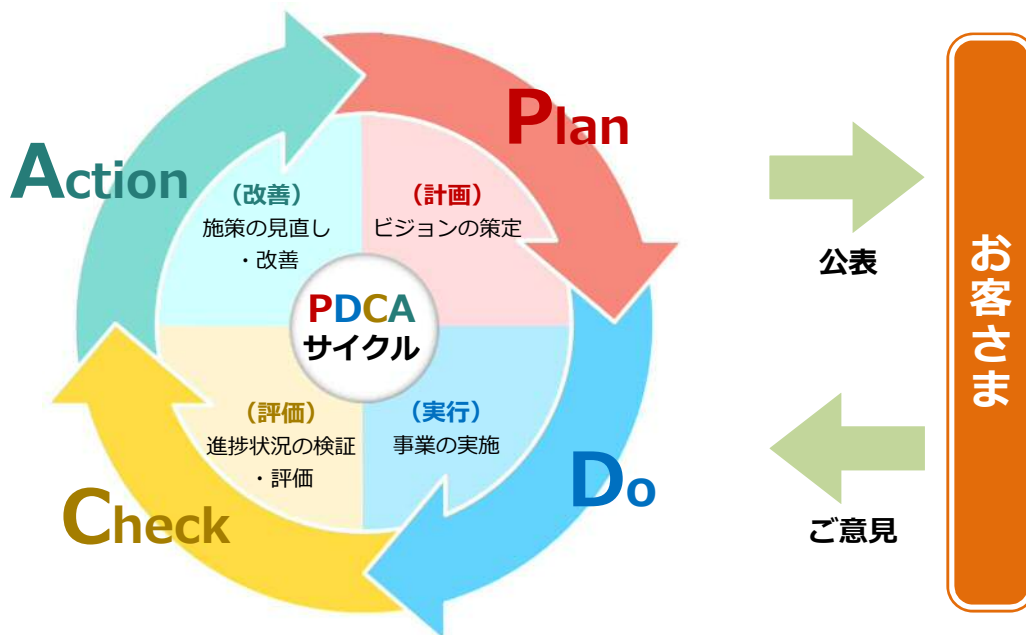 Plan
Action
（改善）
施策の見直し
・改善
（計画）
ビジョンの策定
PDCA
サイクル
（評価）
進捗状況の検証
・評価
（実行）
事業の実施
Check
Do
公表
ご意見
お客さま